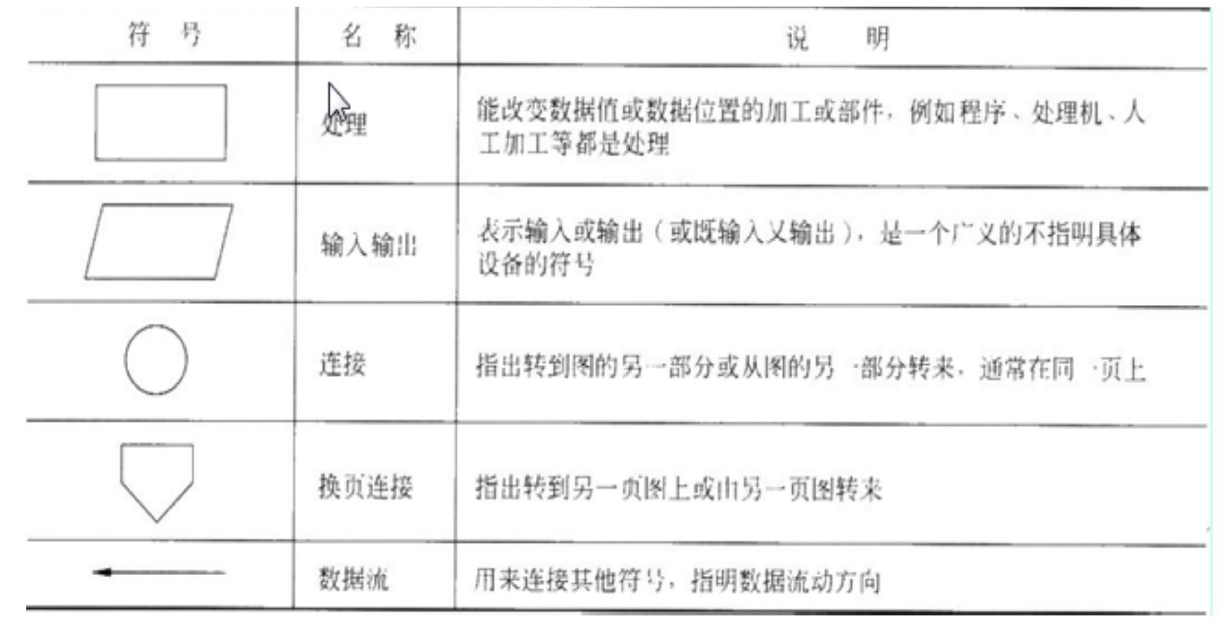 符 号 名 称 说 明
处理
能改变数据值或数据位置的加工或部件，例如程序、处理机、人
工加工等都是处理
输入输出
表示输入或输出（或既输入又输出），是一个广义的不指明具体
设备的符号
连接
指出转到图的另一部分或从图的另一部分转来，通常在同一页上
换页连接
指出转到另一页图上或由另一页图转来
数据流
用来连接其他符号，指明数据流动方向